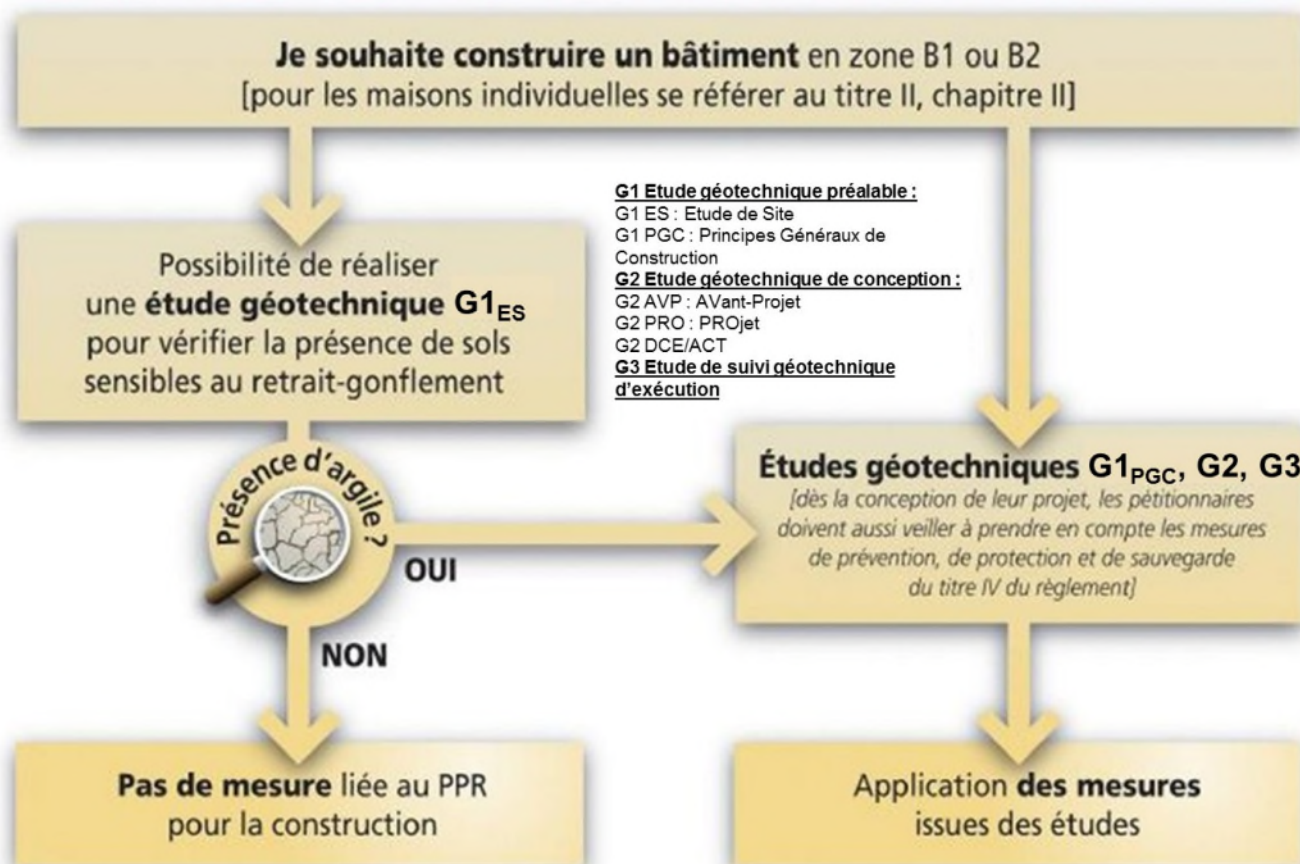 Je souhaite construire un bâtiment en zone B1 ou B2
[pour les maisons individuelles se référer au titre II, chapitre II]
Possibilité de réaliser
une étude géotechnique G1ES
pour vérifier la présence de sols
sensibles au retrait-gonflement
G1 Etude géotechnique préalable :
G1 ES : Etude de Site
G1 PGC : Principes Généraux de
Construction
G2 Etude géotechnique de conception :
G2 AVP : AVant-Projet
G2 PRO : PROjet
G2 DCE/ACT
G3 Etude de suivi géotechnique
d'exécution
Présence d'argile ?
OUI
NON
Études géotechniques G1PGC, G2, G3
[dès la conception de leur projet, les pétitionnaires
doivent aussi veiller à prendre en compte les mesures
de prévention, de protection et de sauvegarde
du titre IV du règlement]
Pas de mesure liée au PPR
pour la construction
Application des mesures
issues des études